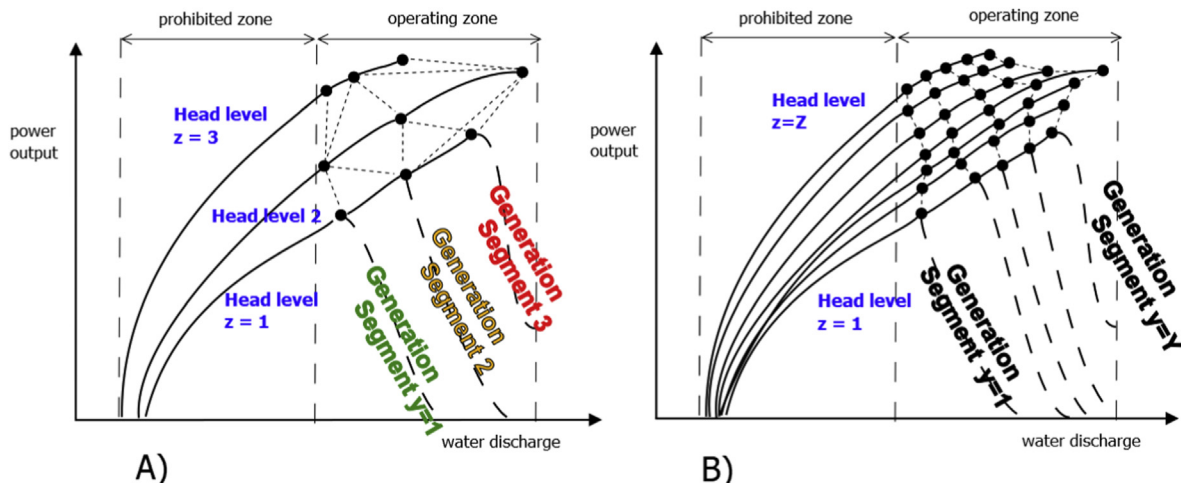 prohibited zone
operating zone
power
output
Head level
z = 3
Head level 2
Head level
z = 1
Generation
Segment y=1
Generation
Segment 2
Generation
Segment 3
water discharge
A)
prohibited zone
operating zone
power
output
Head level
z=Z
Head level
z = 1
Generation
Segment y=1
Generation
Segment y=Y
water discharge
B)